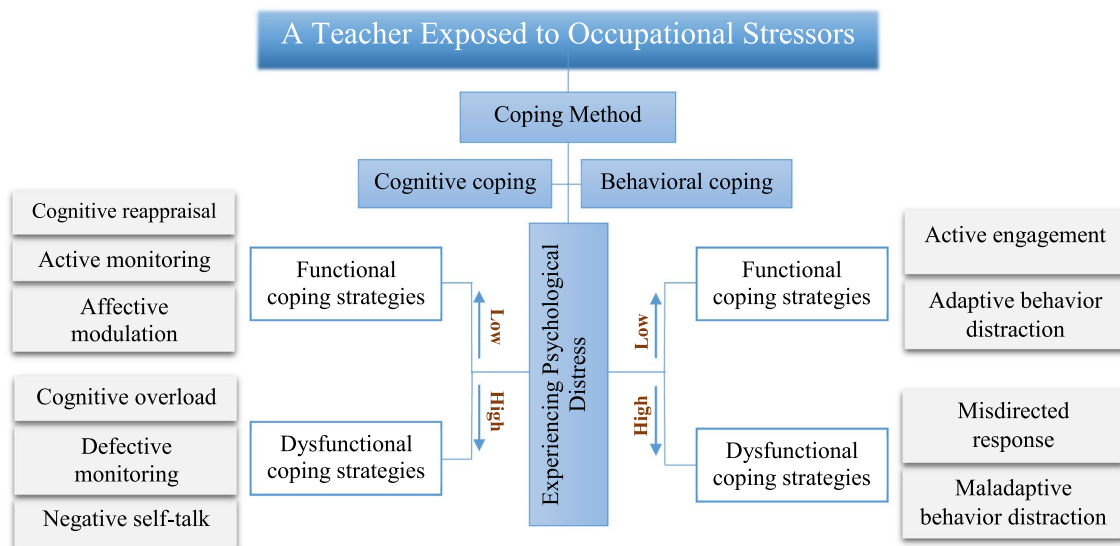 A Teacher Exposed to Occupational Stressors
Coping Method
Cognitive coping
Behavioral coping
Cognitive reappraisal
Active monitoring
Affective
modulation
Functional
coping strategies
Low
Cognitive overload
Defective
monitoring
Negative self-talk
Dysfunctional
coping strategies
High
Experiencing Psychological
Distress
Low
Functional
coping strategies
Active engagement
Adaptive behavior
distraction
High
Dysfunctional
coping strategies
Misdirected
response
Maladaptive
behavior distraction